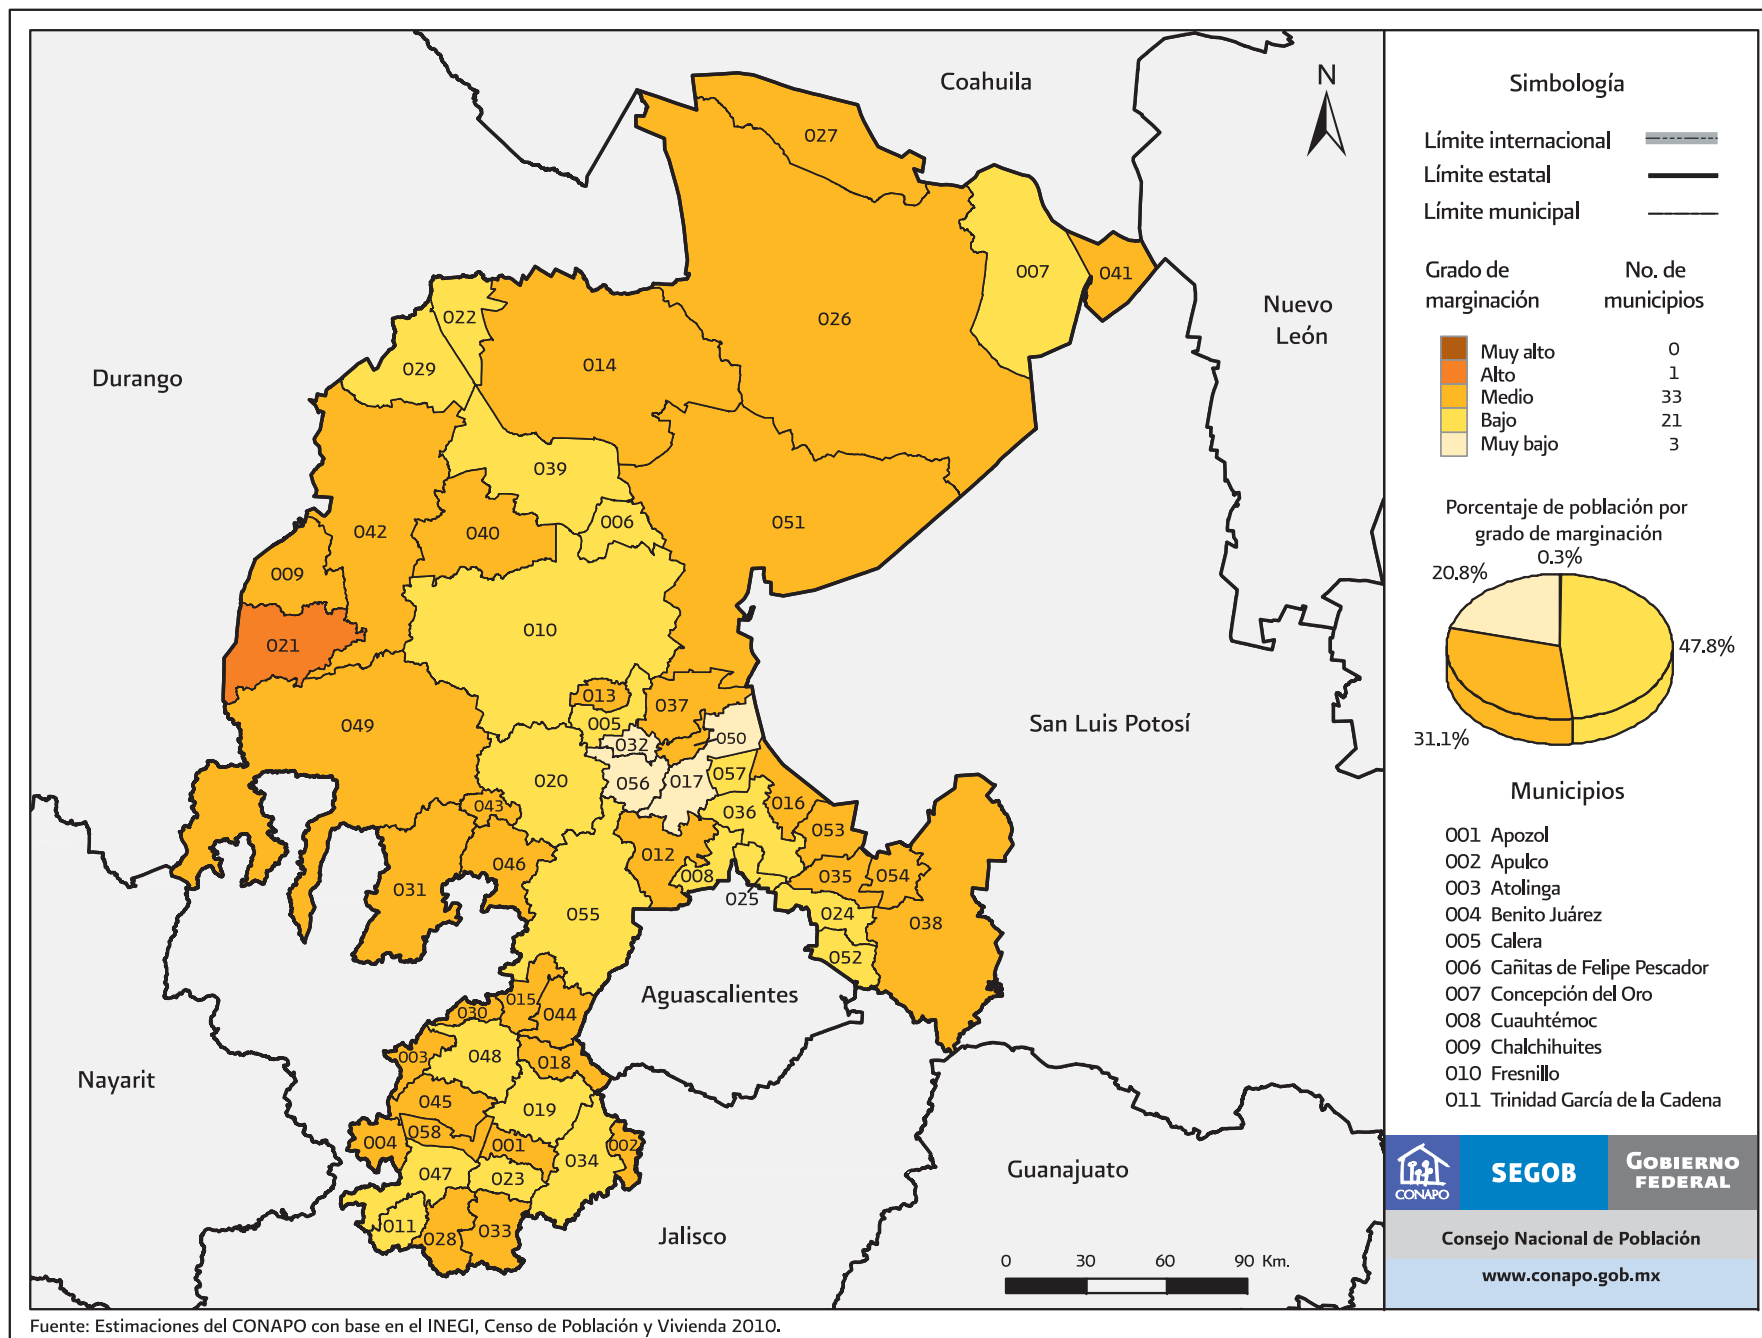 Coahuila
N
027
007
041
026
Nuevo
León
022
014
029
Durango
039
006
051
040
042
009
010
021
013
037
049
005
032
050
San Luis Potosí
020
056
017
057
043
036
016
053
046
012
008
035
054
031
025
055
024
038
052
Aguascalientes
015
030
044
003
048
018
Nayarit
045
019
058
004
001
002
034
047
023
Guanajuato
011
033
028
Jalisco
0 30 60 90 Km.
Simbología
Límite internacional
Límite estatal
Límite municipal
Grado de
marginación
No. de
municipios
Muy alto 0
Alto 1
Medio 33
Bajo 21
Muy bajo 3
Porcentaje de población por
grado de marginación
0.3%
20.8%
47.8%
31.1%
Municipios
001 Apozol
002 Apulco
003 Atolinga
004 Benito Juárez
005 Calera
006 Cañitas de Felipe Pescador
007 Concepción del Oro
008 Cuauhtémoc
009 Chalchihuites
010 Fresnillo
011 Trinidad García de la Cadena
CONAPO
SEGOB
GOBIERNO
FEDERAL
Consejo Nacional de Población
www.conapo.gob.mx
Fuente: Estimaciones del CONAPO con base en el INEGI, Censo de Población y Vivienda 2010.